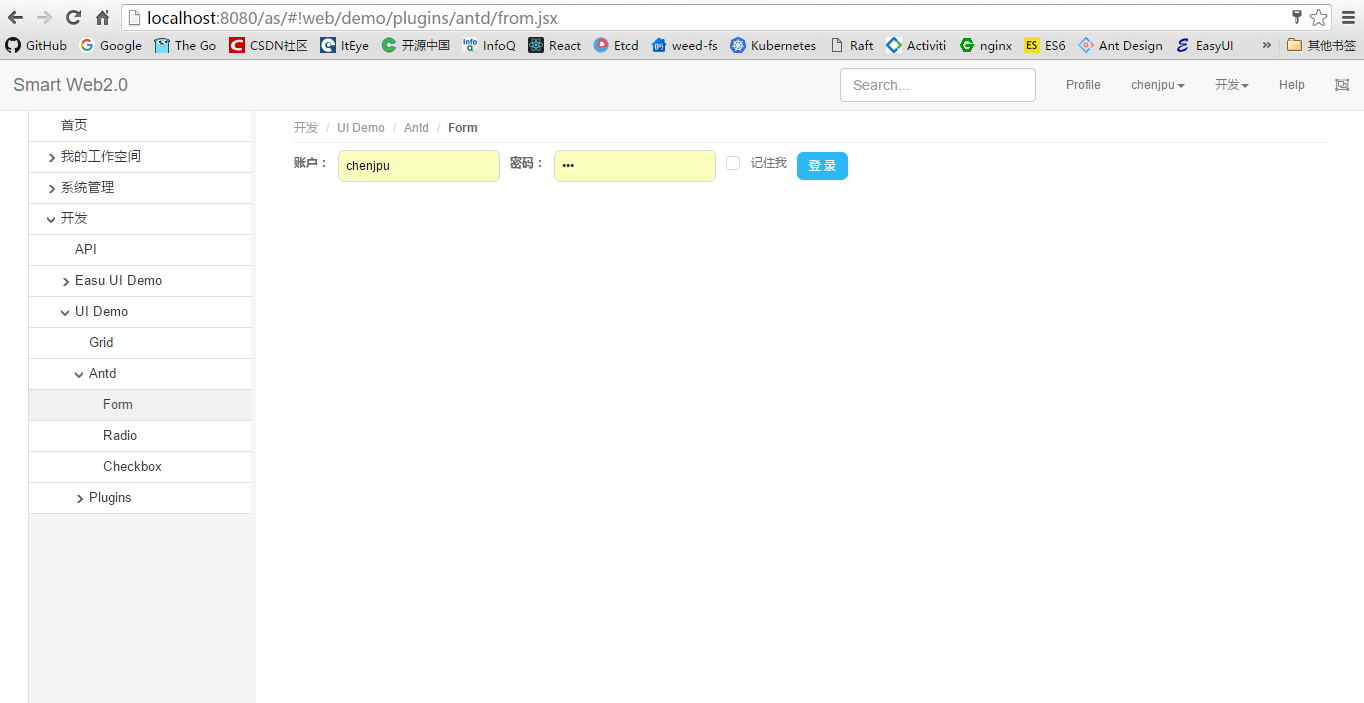 localhost:8080/as/#!web/demo/plugins/antd/from.jsx
GitHub Google The Go CSDN社区 ItEye 开源中国 InfoQ React Etcd weed-fs Kubernetes Raft Activiti nginx ES6 Ant Design EasyUI » 其他书签
Smart Web2.0 Search... Profile chenjpu 开发 Help
首页
我的工作空间
系统管理
开发
API
Easu UI Demo
UI Demo
Grid
Antd
Form
Radio
Checkbox
Plugins
开发 / UI Demo / Antd / Form
账户： chenjpu 密码： ••• 记住我 登录